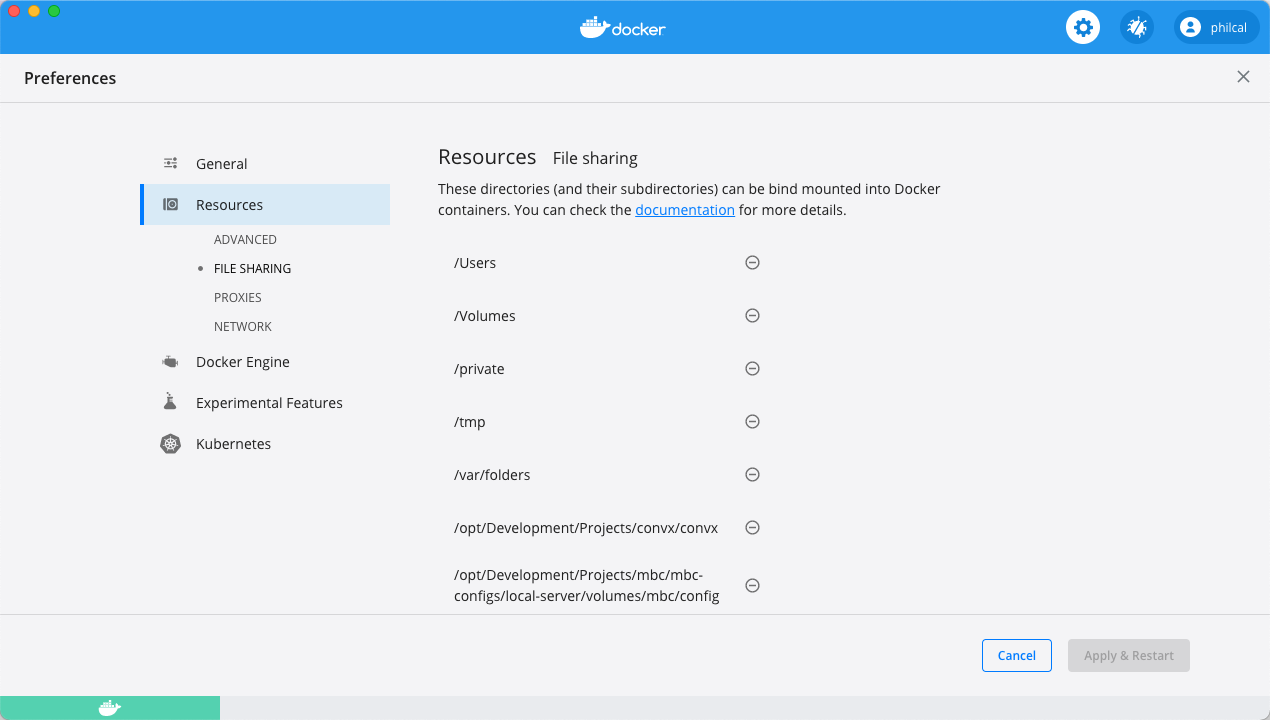 docker
philcal
Preferences
General
Resources
ADVANCED
FILE SHARING
PROXIES
NETWORK
Docker Engine
Experimental Features
Kubernetes
Resources File sharing
These directories (and their subdirectories) can be bind mounted into Docker
containers. You can check the documentation for more details.
/Users
/Volumes
/private
/tmp
/var/folders
/opt/Development/Projects/convx/convx
/opt/Development/Projects/mbc/mbc-
configs/local-server/volumes/mbc/config
Cancel
Apply & Restart